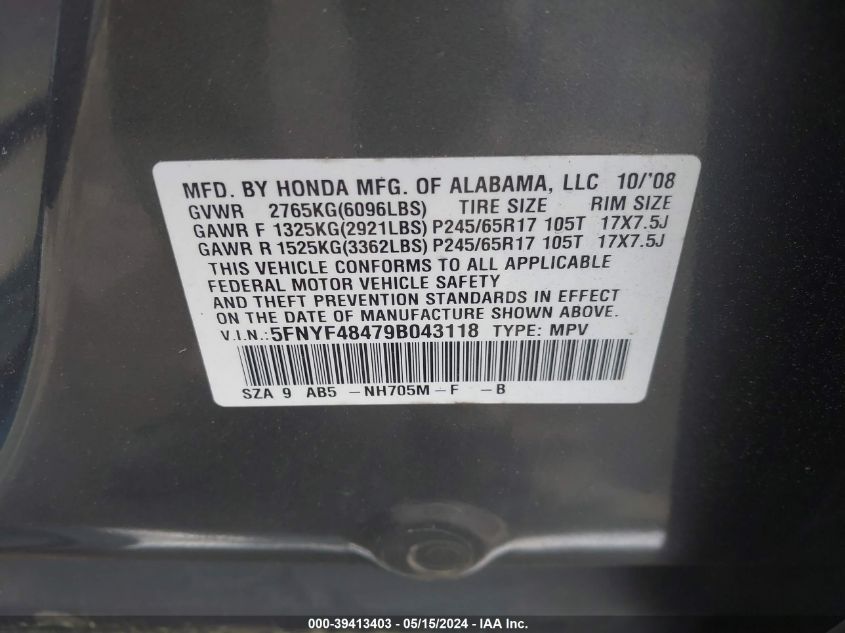 MFD. BY HONDA MFG. OF ALABAMA, LLC 10/'08
GVWR 2765KG(6096LBS) TIRE SIZE RIM SIZE
GAWR F 1325KG(2921LBS) P245/65R17 105T 17X7.5J
GAWR R 1525KG(3362LBS) P245/65R17 105T 17X7.5J
THIS VEHICLE CONFORMS TO ALL APPLICABLE
FEDERAL MOTOR VEHICLE SAFETY
AND THEFT PREVENTION STANDARDS IN EFFECT
ON THE DATE OF MANUFACTURE SHOWN ABOVE.
V.I.N.: 5FNYF48479B043118 TYPE: MPV
SZA 9 AB5 -NH705M-F -B
000-39413403 - 05/15/2024 - IAA Inc.